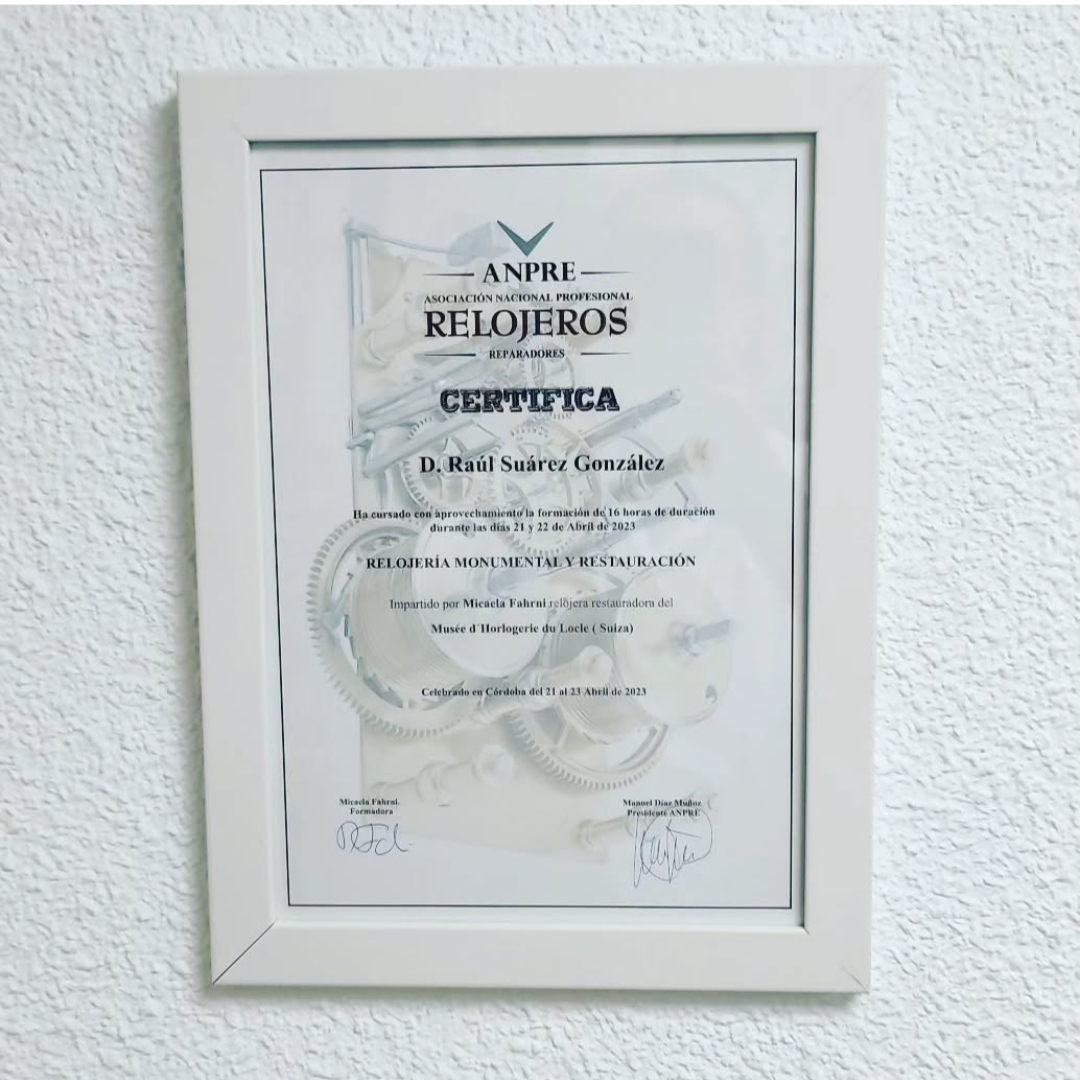 ANPRE
ASOCIACIÓN NACIONAL PROFESIONAL
RELOJEROS
REPARADORES
CERTIFICA
D. Raúl Suárez González
Ha cursado con aprovechamiento la formación de 16 horas de duración
durante las días 21 y 22 de Abril de 2023
RELOJERÍA MONUMENTAL Y RESTAURACIÓN
Impartido por Micaela Fahrni relojera restauradora del
Musée d´Horlogerie du Locle ( Suiza)
Celebrado en Córdoba del 21 al 23 Abril de 2023
Micaela Fahrni.
Formadora
Manuel Díaz Muñoz
Presidente ANPRE